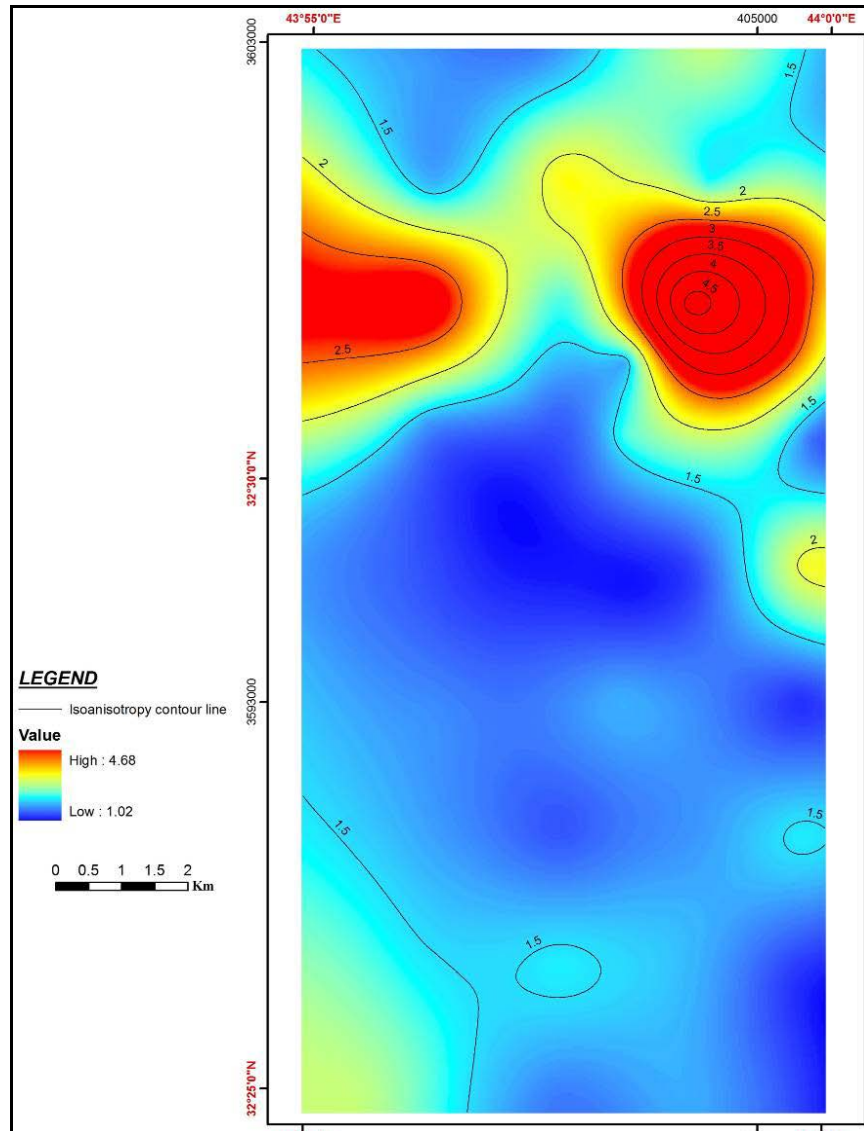 43°55'0"E
405000
44°0'0"E
3603000
1.5
1.5
2
2
2.5
3
3.5
4
4.5
2.5
1.5
1.5
32°30'0"N
2
LEGEND
Isoanisotropy contour line
3593000
Value
High : 4.68
Low : 1.02
1.5
1.5
0 0.5 1 1.5 2
Km
1.5
32°25'0"N